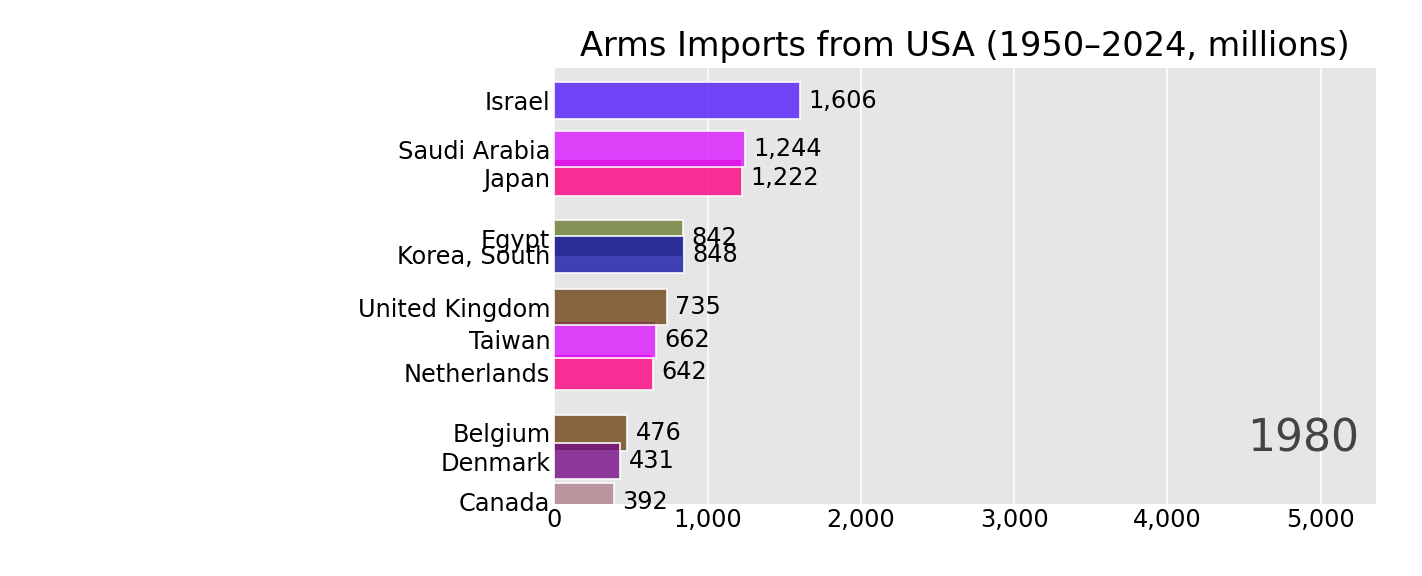 Arms Imports from USA (1950–2024, millions)
Israel 1,606
Saudi Arabia 1,244
Japan 1,222
Egypt 842
Korea, South 848
United Kingdom 735
Taiwan 662
Netherlands 642
Belgium 476
1980
Denmark 431
Canada 392
0 1,000 2,000 3,000 4,000 5,000